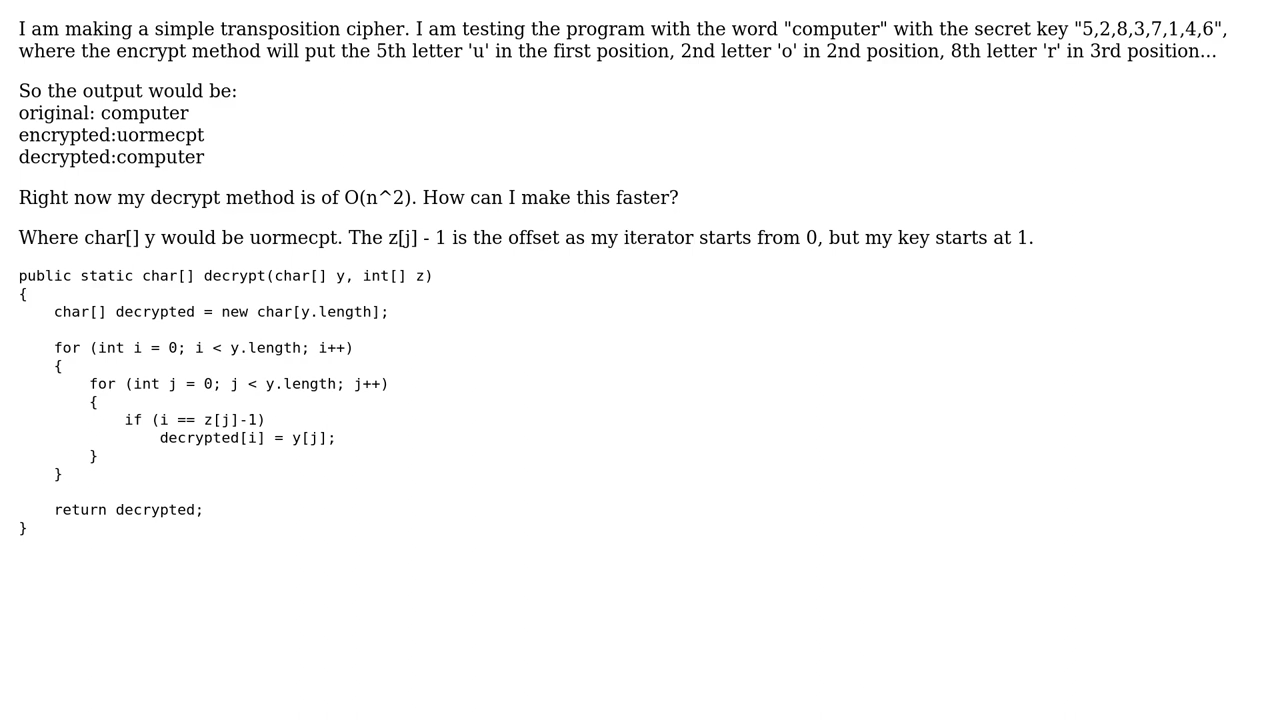 I am making a simple transposition cipher. I am testing the program with the word "computer" with the secret key "5,2,8,3,7,1,4,6",
where the encrypt method will put the 5th letter 'u' in the first position, 2nd letter 'o' in 2nd position, 8th letter 'r' in 3rd position...
So the output would be:
original: computer
encrypted:uormecpt
decrypted:computer
Right now my decrypt method is of O(n^2). How can I make this faster?
Where char[] y would be uormecpt. The z[j] - 1 is the offset as my iterator starts from 0, but my key starts at 1.
public static char[] decrypt(char[] y, int[] z)
{
    char[] decrypted = new char[y.length];
    for (int i = 0; i < y.length; i++)
    {
        for (int j = 0; j < y.length; j++)
        {
            if (i == z[j]-1)
                decrypted[i] = y[j];
        }
    }
    return decrypted;
}